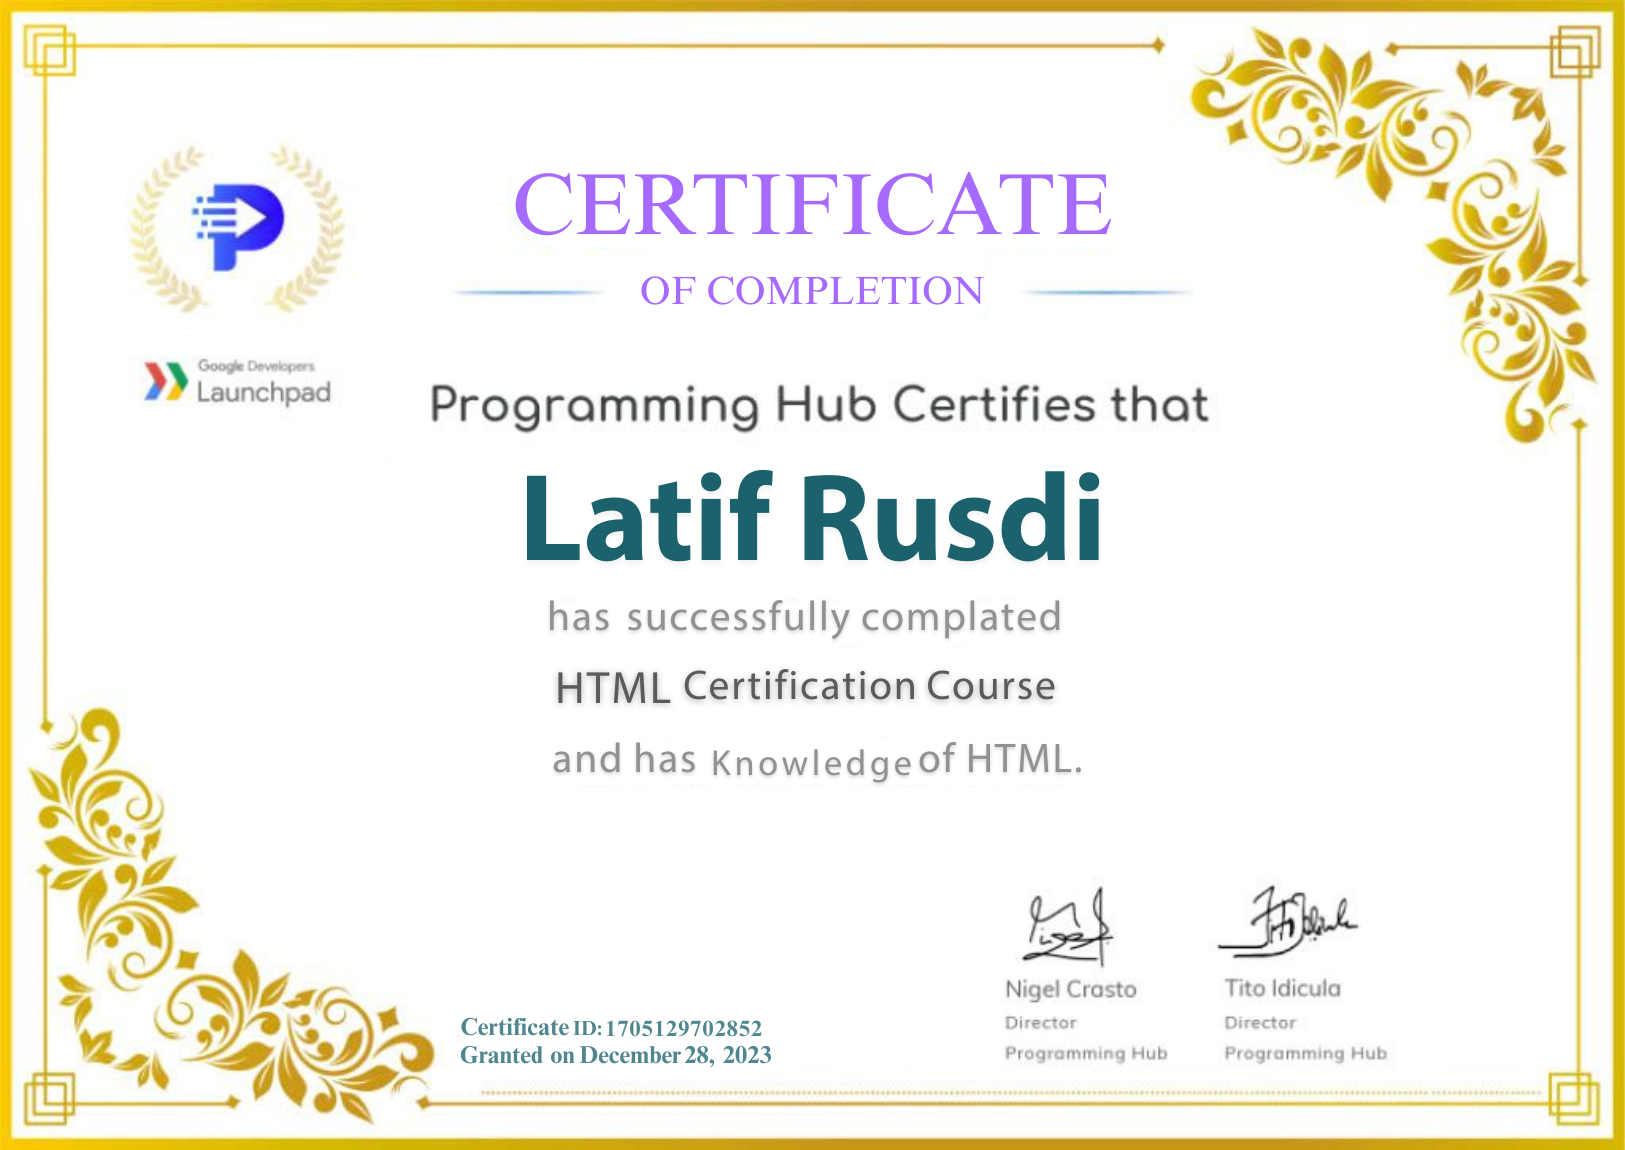 CERTIFICATE
OF COMPLETION
Google Developers
Launchpad
Programming Hub Certifies that
Latif Rusdi
has successfully complated
HTML Certification Course
and has Knowledge of HTML.
Nigel Crasto
Director
Programming Hub
Tito Idicula
Director
Programming Hub
Certificate ID: 1705129702852
Granted on December 28, 2023